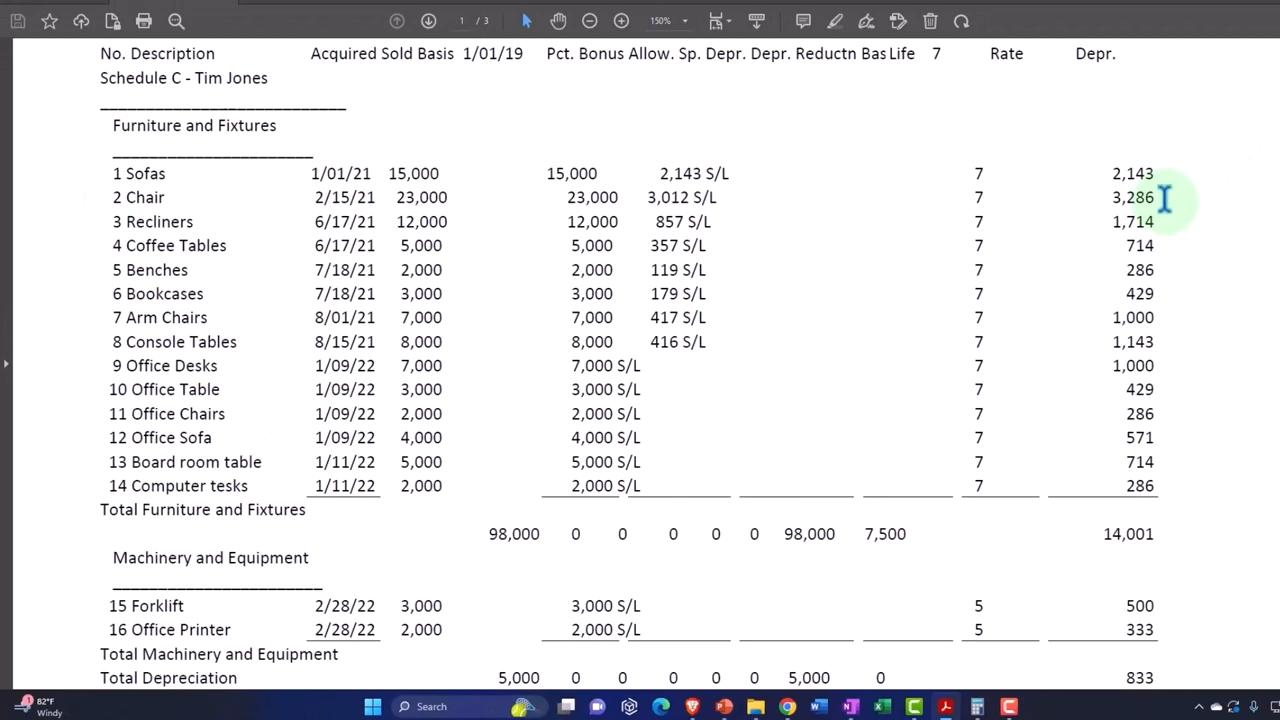 1 / 3 150%
No. Description Acquired Sold Basis 1/01/19 Pct. Bonus Allow. Sp. Depr. Depr. Reductn Bas Life 7 Rate Depr.
Schedule C - Tim Jones
Furniture and Fixtures
1 Sofas 1/01/21 15,000 15,000 2,143 S/L 7 2,143
2 Chair 2/15/21 23,000 23,000 3,012 S/L 7 3,286
3 Recliners 6/17/21 12,000 12,000 857 S/L 7 1,714
4 Coffee Tables 6/17/21 5,000 5,000 357 S/L 7 714
5 Benches 7/18/21 2,000 2,000 119 S/L 7 286
6 Bookcases 7/18/21 3,000 3,000 179 S/L 7 429
7 Arm Chairs 8/01/21 7,000 7,000 417 S/L 7 1,000
8 Console Tables 8/15/21 8,000 8,000 416 S/L 7 1,143
9 Office Desks 1/09/22 7,000 7,000 S/L 7 1,000
10 Office Table 1/09/22 3,000 3,000 S/L 7 429
11 Office Chairs 1/09/22 2,000 2,000 S/L 7 286
12 Office Sofa 1/09/22 4,000 4,000 S/L 7 571
13 Board room table 1/11/22 5,000 5,000 S/L 7 714
14 Computer tesks 1/11/22 2,000 2,000 S/L 7 286
Total Furniture and Fixtures
98,000 0 0 0 0 98,000 7,500 14,001
Machinery and Equipment
15 Forklift 2/28/22 3,000 3,000 S/L 5 500
16 Office Printer 2/28/22 2,000 2,000 S/L 5 333
Total Machinery and Equipment
Total Depreciation 5,000 0 0 0 0 5,000 0 833
82°F
Windy
Search